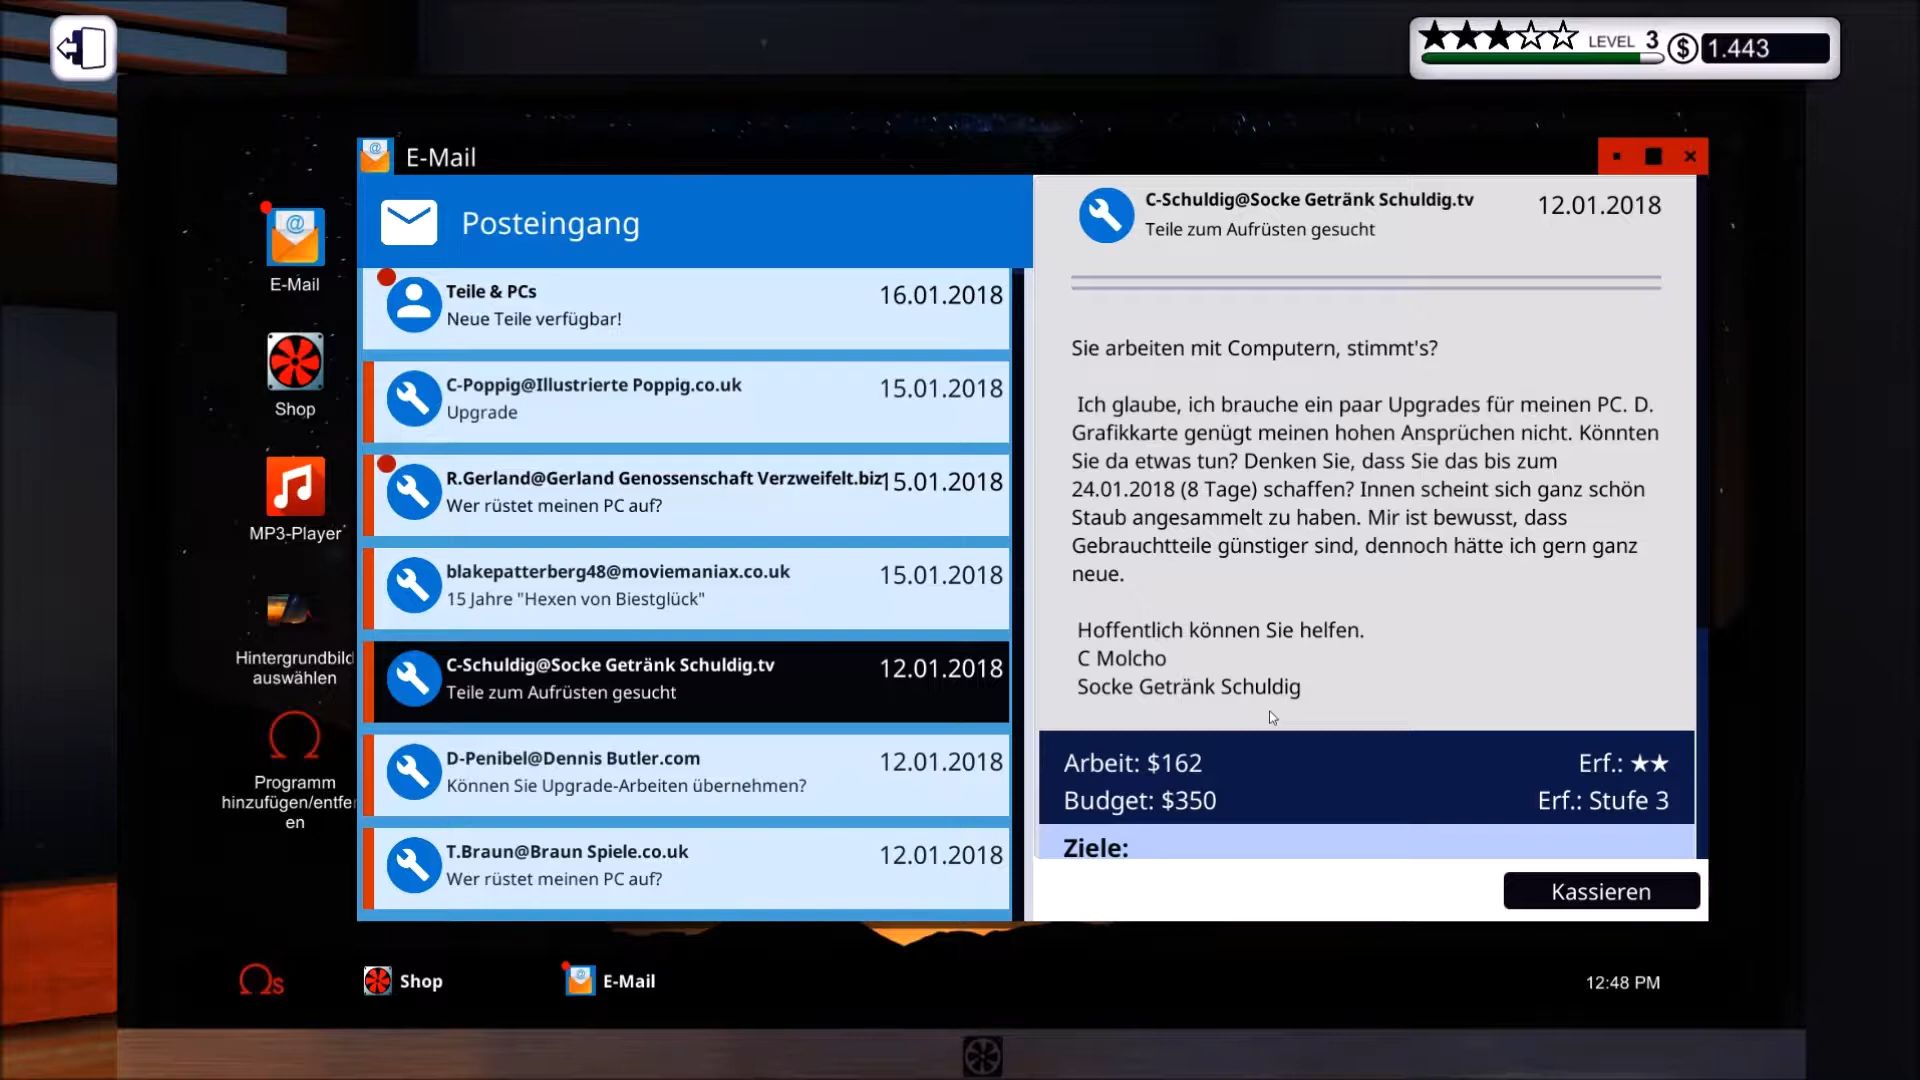 LEVEL 3
1.443
E-Mail
Posteingang
Teile & PCs
16.01.2018
Neue Teile verfügbar!
C-Poppig@Illustrierte Poppig.co.uk
15.01.2018
Upgrade
R.Gerland@Gerland Genossenschaft Verzweifelt.biz
15.01.2018
Wer rüstet meinen PC auf?
blakepatterberg48@moviemaniax.co.uk
15.01.2018
15 Jahre "Hexen von Biestglück"
C-Schuldig@Socke Getränk Schuldig.tv
12.01.2018
Teile zum Aufrüsten gesucht
D-Penibel@Dennis Butler.com
12.01.2018
Können Sie Upgrade-Arbeiten übernehmen?
T.Braun@Braun Spiele.co.uk
12.01.2018
Wer rüstet meinen PC auf?
C-Schuldig@Socke Getränk Schuldig.tv
12.01.2018
Teile zum Aufrüsten gesucht
Sie arbeiten mit Computern, stimmt's?
Ich glaube, ich brauche ein paar Upgrades für meinen PC. D.
Grafikkarte genügt meinen hohen Ansprüchen nicht. Könnten
Sie da etwas tun? Denken Sie, dass Sie das bis zum
24.01.2018 (8 Tage) schaffen? Innen scheint sich ganz schön
Staub angesammelt zu haben. Mir ist bewusst, dass
Gebrauchtteile günstiger sind, dennoch hätte ich gern ganz
neue.
Hoffentlich können Sie helfen.
C Molcho
Socke Getränk Schuldig
Arbeit: $162
Erf.: ★★
Budget: $350
Erf.: Stufe 3
Ziele:
Kassieren
E-Mail
Shop
MP3-Player
Hintergrundbild
auswählen
Programm
hinzufügen/entfer
en
Ωs
Shop
E-Mail
12:48 PM